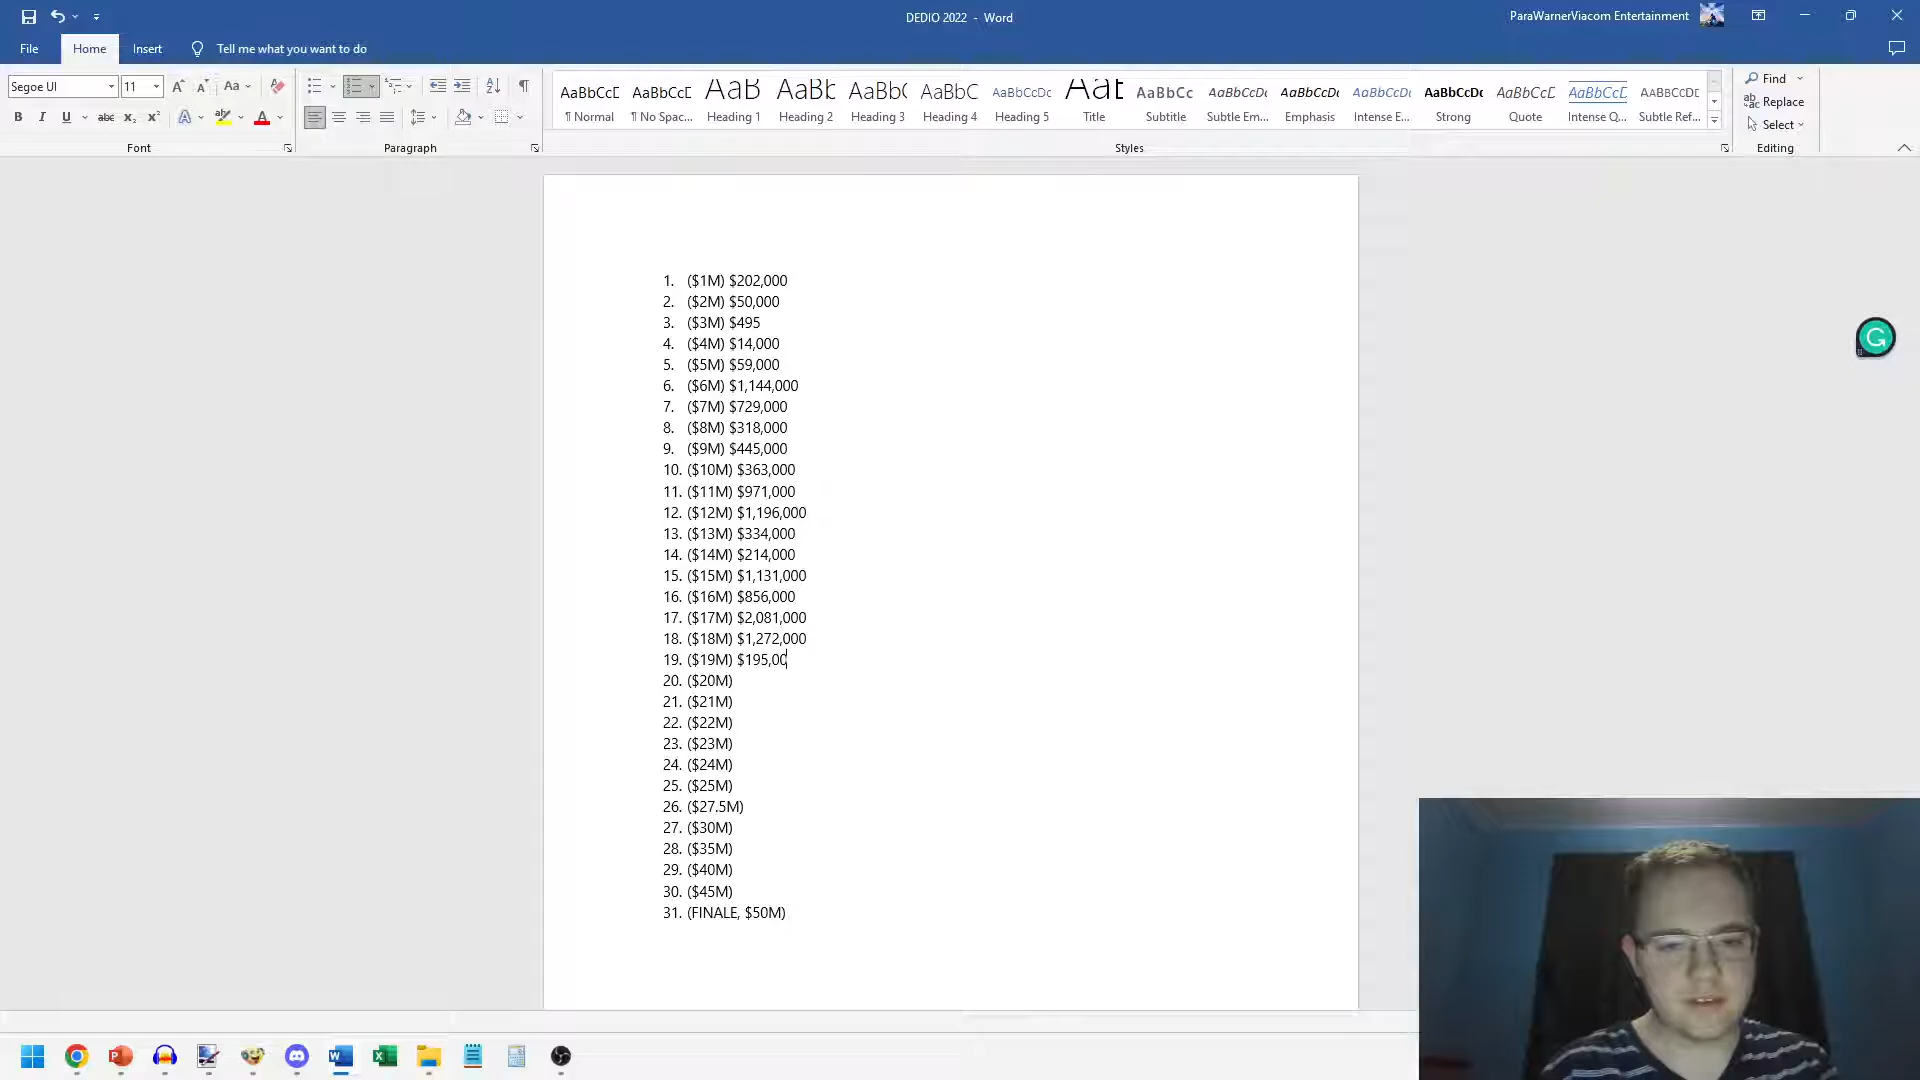 DEDIO 2022 - Word
ParaWarnerViacom Entertainment
File
Home
Insert
Tell me what you want to do
Segoe UI
11
Aa
Font
Paragraph
AaBbCcD
AaBbCcD
AaB
AaBb
AaBbC
AaBbC
AaBbCcDc
Aat
AaBbCc
AaBbCcDc
AaBbCcDc
AaBbCcDc
AaBbCcDc
AaBbCcD
AaBbCcD
AABBCCDE
¶ Normal
¶ No Spac...
Heading 1
Heading 2
Heading 3
Heading 4
Heading 5
Title
Subtitle
Subtle Em...
Emphasis
Intense E...
Strong
Quote
Intense Q...
Subtle Ref...
Styles
Find
Replace
Select
Editing
1. ($1M) $202,000
2. ($2M) $50,000
3. ($3M) $495
4. ($4M) $14,000
5. ($5M) $59,000
6. ($6M) $1,144,000
7. ($7M) $729,000
8. ($8M) $318,000
9. ($9M) $445,000
10. ($10M) $363,000
11. ($11M) $971,000
12. ($12M) $1,196,000
13. ($13M) $334,000
14. ($14M) $214,000
15. ($15M) $1,131,000
16. ($16M) $856,000
17. ($17M) $2,081,000
18. ($18M) $1,272,000
19. ($19M) $195,00
20. ($20M)
21. ($21M)
22. ($22M)
23. ($23M)
24. ($24M)
25. ($25M)
26. ($27.5M)
27. ($30M)
28. ($35M)
29. ($40M)
30. ($45M)
31. (FINALE, $50M)